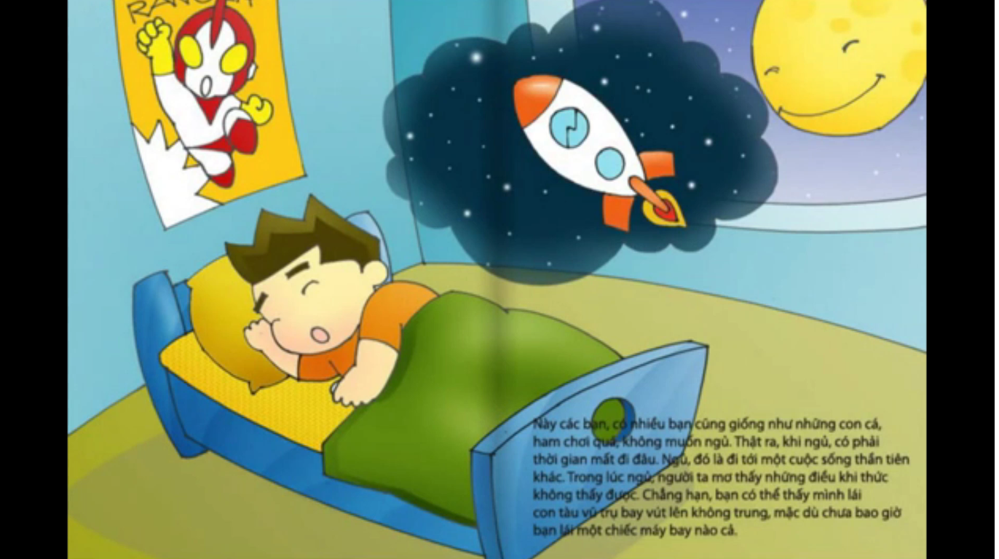 RANGER
Này các bạn, có nhiều bạn cũng giống như những con cá,
ham chơi quá, không muốn ngủ. Thật ra, khi ngủ, có phải
thời gian mất đi đâu. Ngủ, đó là đi tới một cuộc sống thần tiên
khác. Trong lúc ngủ, người ta mơ thấy những điều khi thức
không thấy được. Chẳng hạn, bạn có thể thấy mình lái
con tàu vũ trụ bay vút lên không trung, mặc dù chưa bao giờ
bạn lái một chiếc máy bay nào cả.